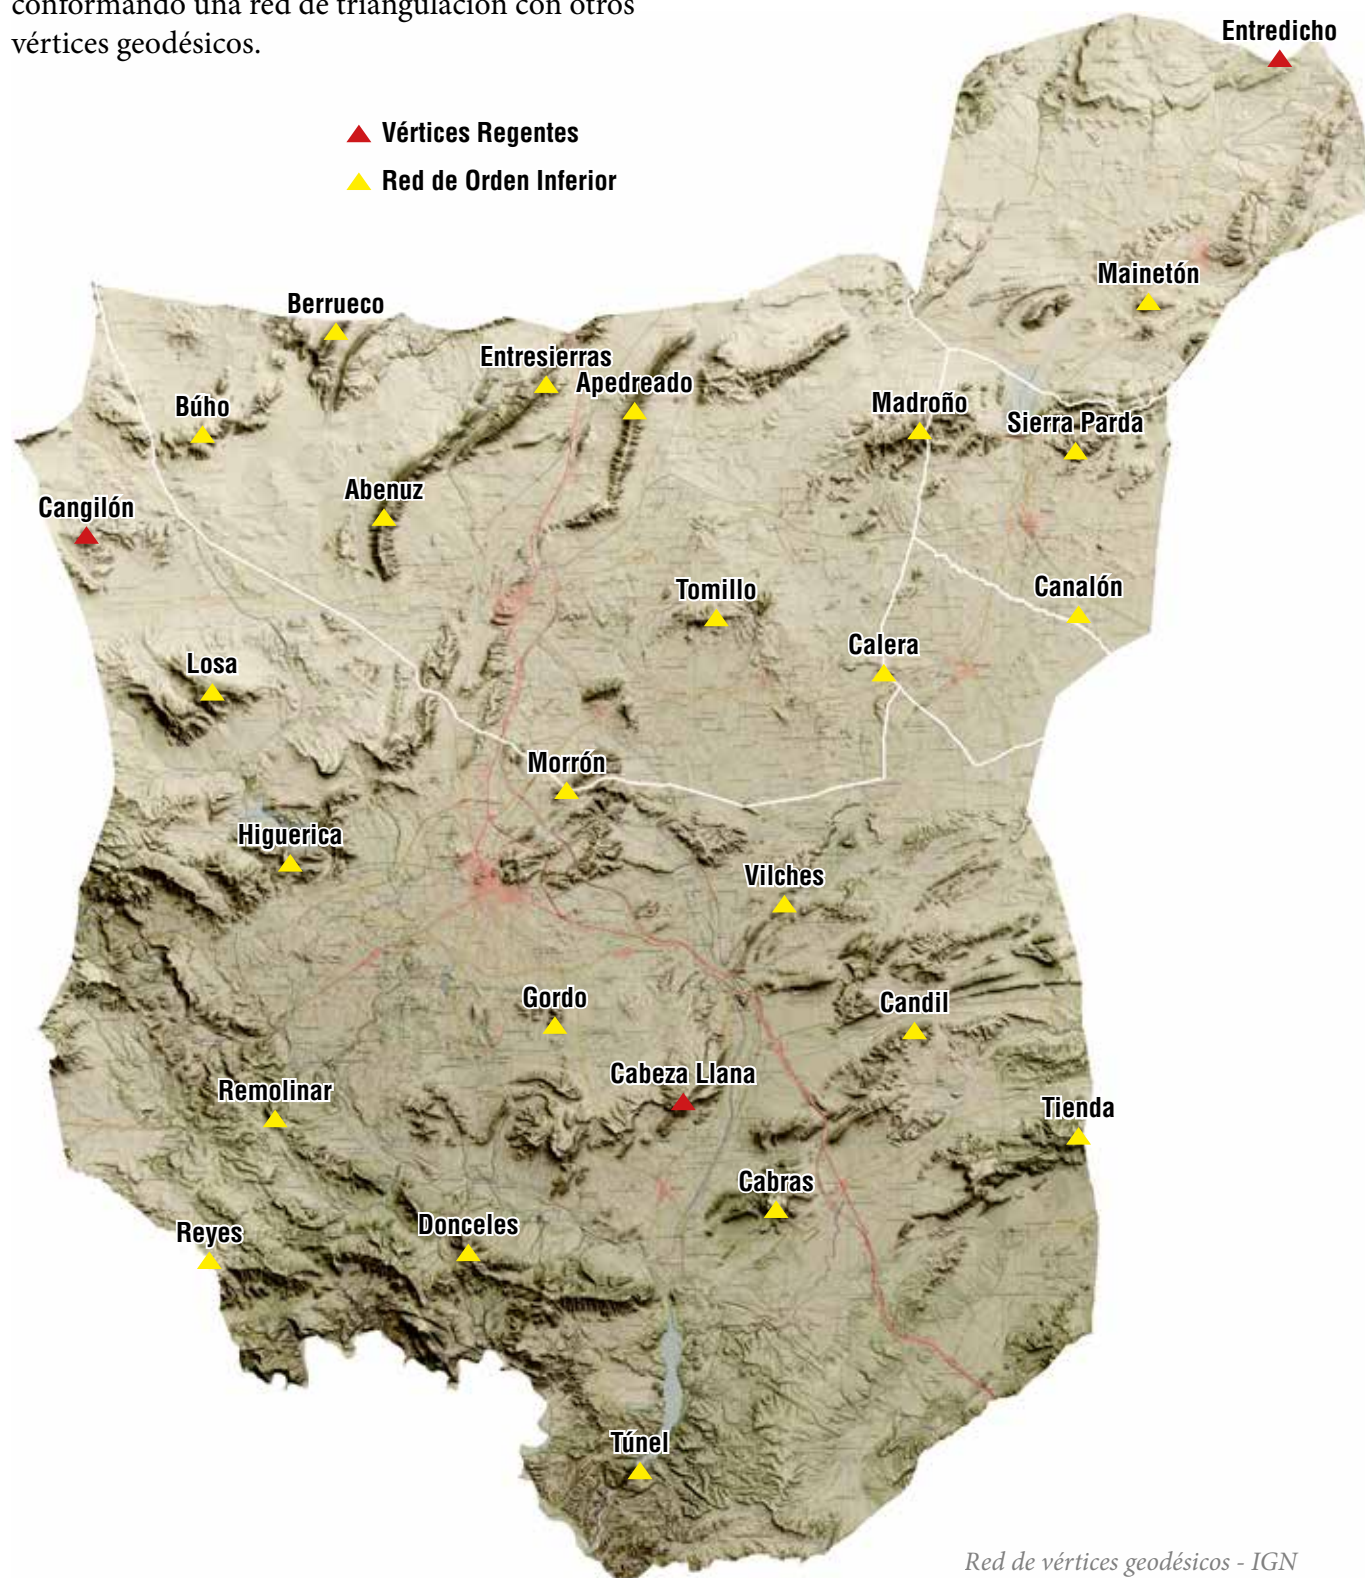 conformando una red de triangulación con otros
vértices geodésicos.
Entredicho
Vértices Regentes
Red de Orden Inferior
Mainetón
Berrueco
Entresierras
Apedreado
Búho
Madroño
Sierra Parda
Abenuz
Cangilón
Tomillo
Canalón
Calera
Losa
Morrón
Higuerica
Vilches
Gordo
Candil
Cabeza Llana
Remolinar
Tienda
Cabras
Donceles
Reyes
Túnel
Red de vértices geodésicos - IGN